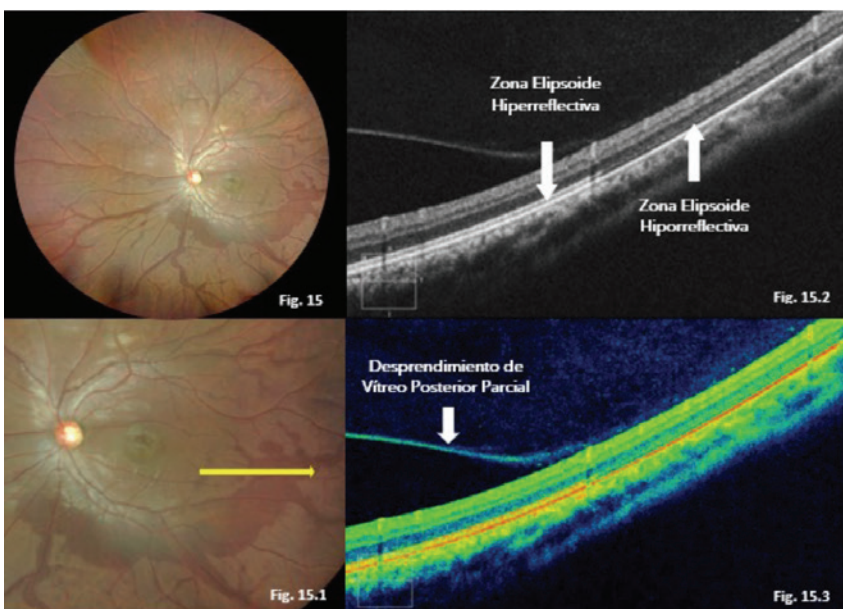 Zona Elipsoide
Hiperreflectiva
Zona Elipsoide
Hiporreflectiva
Fig. 15
Fig. 15.2
Desprendimiento de
Vítreo Posterior Parcial
Fig. 15.1
Fig. 15.3